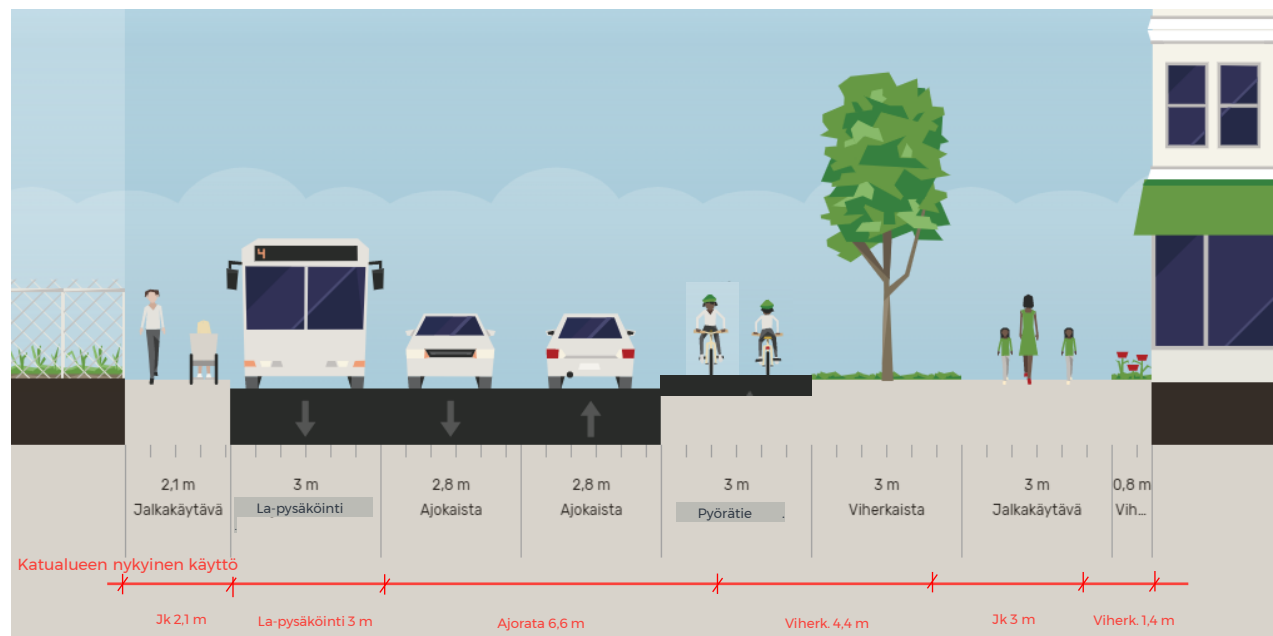 4
2,1 m
Jalkakäytävä
3 m
La-pysäköinti
2,8 m
Ajokaista
2,8 m
Ajokaista
3 m
Pyörätie
3 m
Viherkaista
3 m
Jalkakäytävä
0,8 m
Vih...
Katualueen nykyinen käyttö
Jk 2,1 m
La-pysäköinti 3 m
Ajorata 6,6 m
Viherk. 4,4 m
Jk 3 m
Viherk. 1,4 m